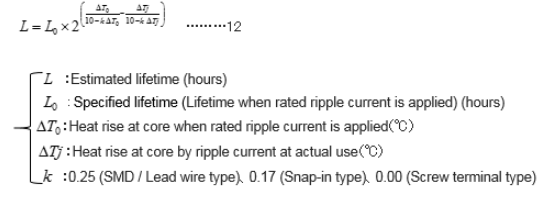 L = L₀ × 2^(ΔT₀/(10−k ΔT₀) − ΔTj/(10−k ΔTj)) ………12
L :Estimated lifetime (hours)
L₀ :Specified lifetime (Lifetime when rated ripple current is applied) (hours)
ΔT₀:Heat rise at core when rated ripple current is applied(℃)
ΔTj:Heat rise at core by ripple current at actual use(℃)
k :0.25 (SMD / Lead wire type)、0.17 (Snap-in type)、0.00 (Screw terminal type)